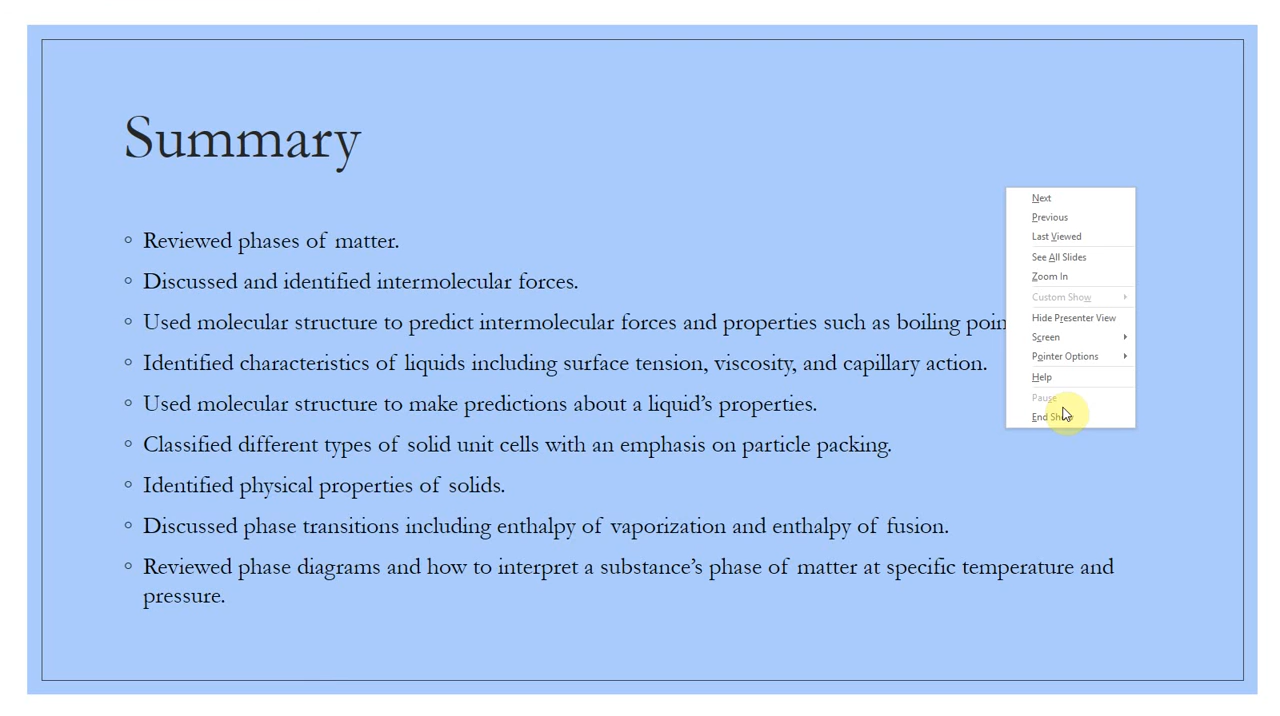 Summary
◦ Reviewed phases of matter.
◦ Discussed and identified intermolecular forces.
◦ Used molecular structure to predict intermolecular forces and properties such as boiling
◦ Identified characteristics of liquids including surface tension, viscosity, and capillary action.
◦ Used molecular structure to make predictions about a liquid’s properties.
◦ Classified different types of solid unit cells with an emphasis on particle packing.
◦ Identified physical properties of solids.
◦ Discussed phase transitions including enthalpy of vaporization and enthalpy of fusion.
◦ Reviewed phase diagrams and how to interpret a substance’s phase of matter at specific temperature and
pressure.
Next
Previous
Last Viewed
See All Slides
Zoom In
Custom Show
Hide Presenter View
Screen
Pointer Options
Help
Pause
End Show